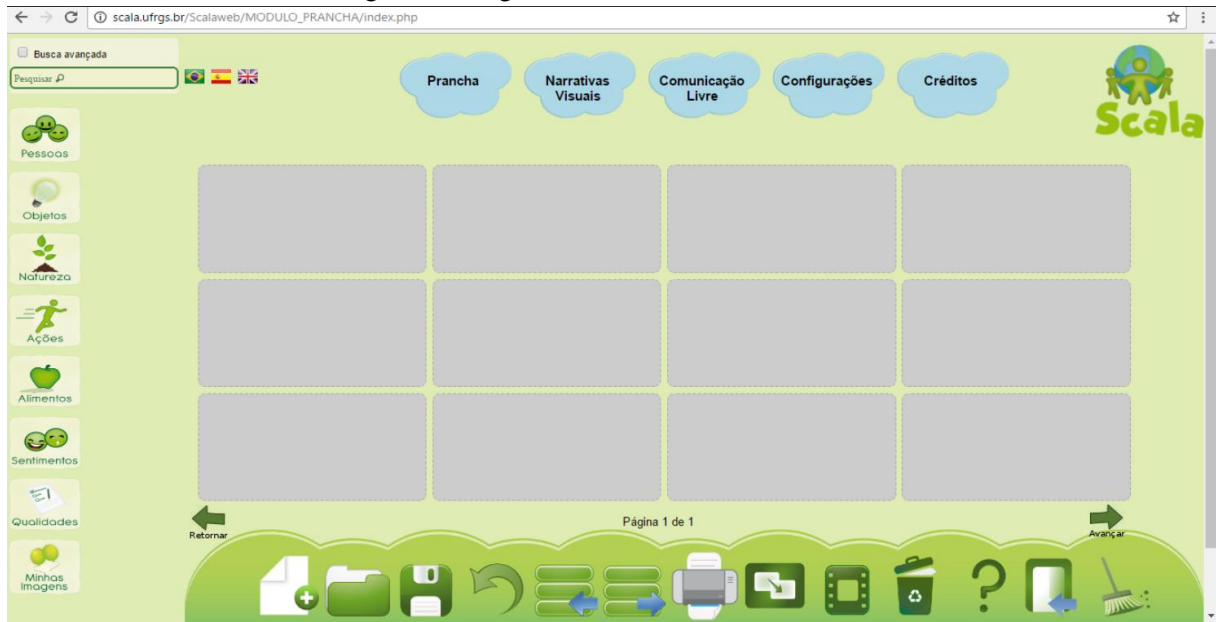 scala.ufrgs.br/Scalaweb/MODULO_PRANCHA/index.php
Busca avançada
Pesquisar
Prancha
Narrativas
Visuais
Comunicação
Livre
Configurações
Créditos
Scala
Pessoas
Objetos
Natureza
Ações
Alimentos
Sentimentos
Qualidades
Minhas
Imagens
Retornar
Página 1 de 1
Avançar